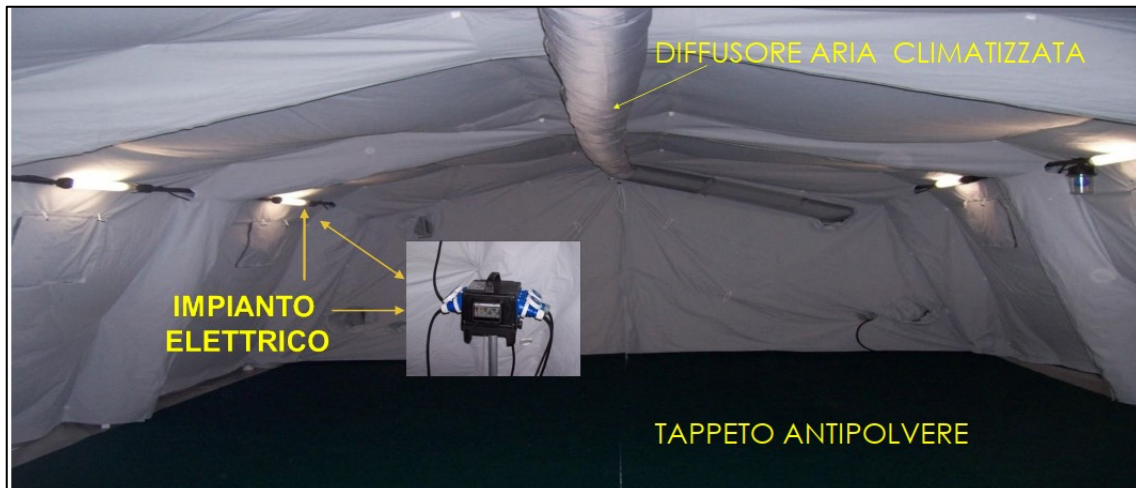 DIFFUSORE ARIA CLIMATIZZATA
IMPIANTO
ELETTRICO
TAPPETO ANTIPOLVERE